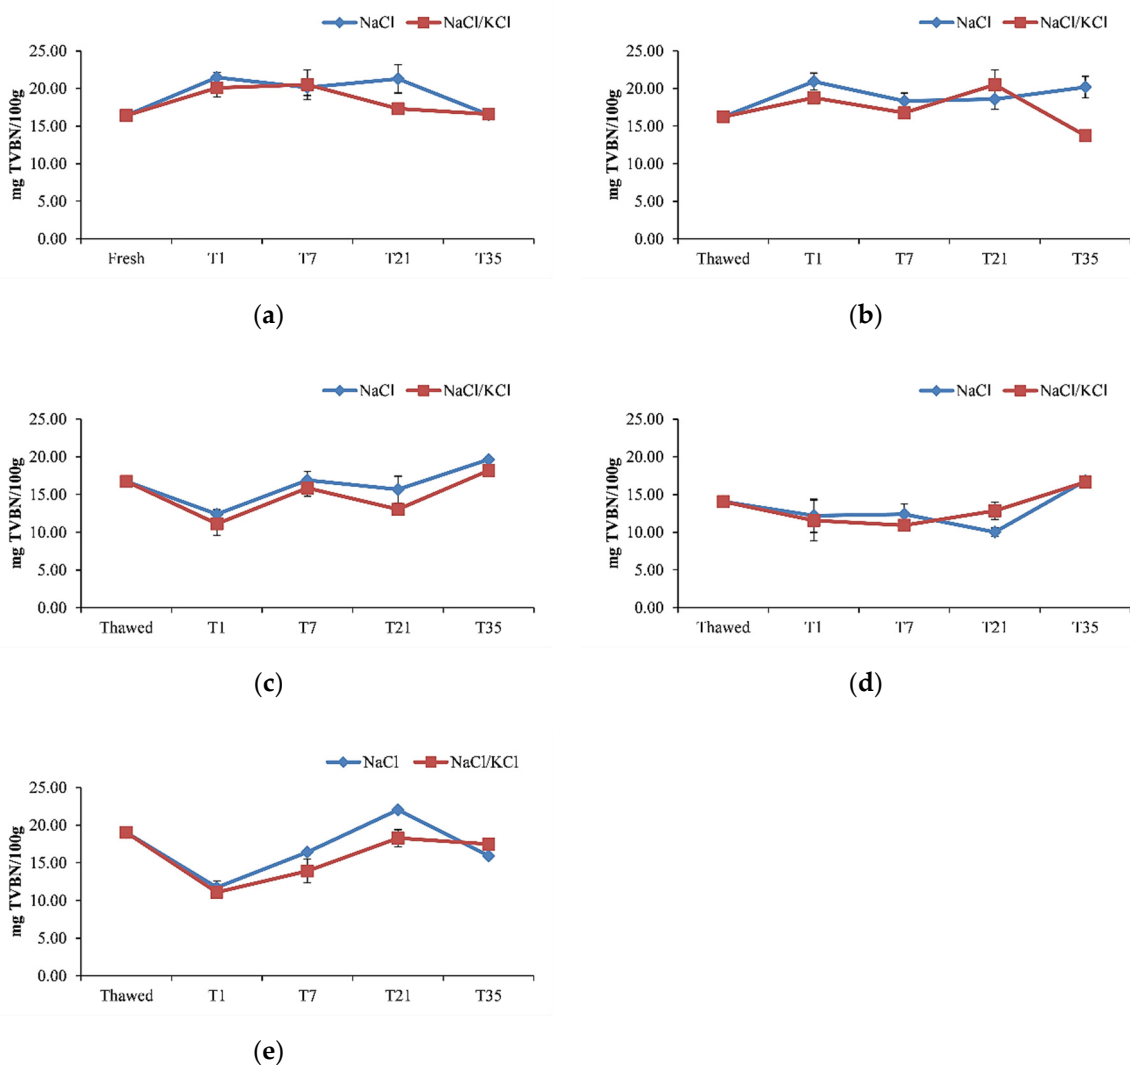 NaCl NaCl/KCl
25.00
20.00
15.00
10.00
5.00
0.00
mg TVBN/100g
Fresh T1 T7 T21 T35
(a)
NaCl NaCl/KCl
25.00
20.00
15.00
10.00
5.00
0.00
mg TVBN/100g
Thawed T1 T7 T21 T35
(b)
NaCl NaCl/KCl
25.00
20.00
15.00
10.00
5.00
0.00
mg TVBN/100g
Thawed T1 T7 T21 T35
(c)
NaCl NaCl/KCl
25.00
20.00
15.00
10.00
5.00
0.00
mg TVBN/100g
Thawed T1 T7 T21 T35
(d)
NaCl NaCl/KCl
25.00
20.00
15.00
10.00
5.00
0.00
mg TVBN/100g
Thawed T1 T7 T21 T35
(e)